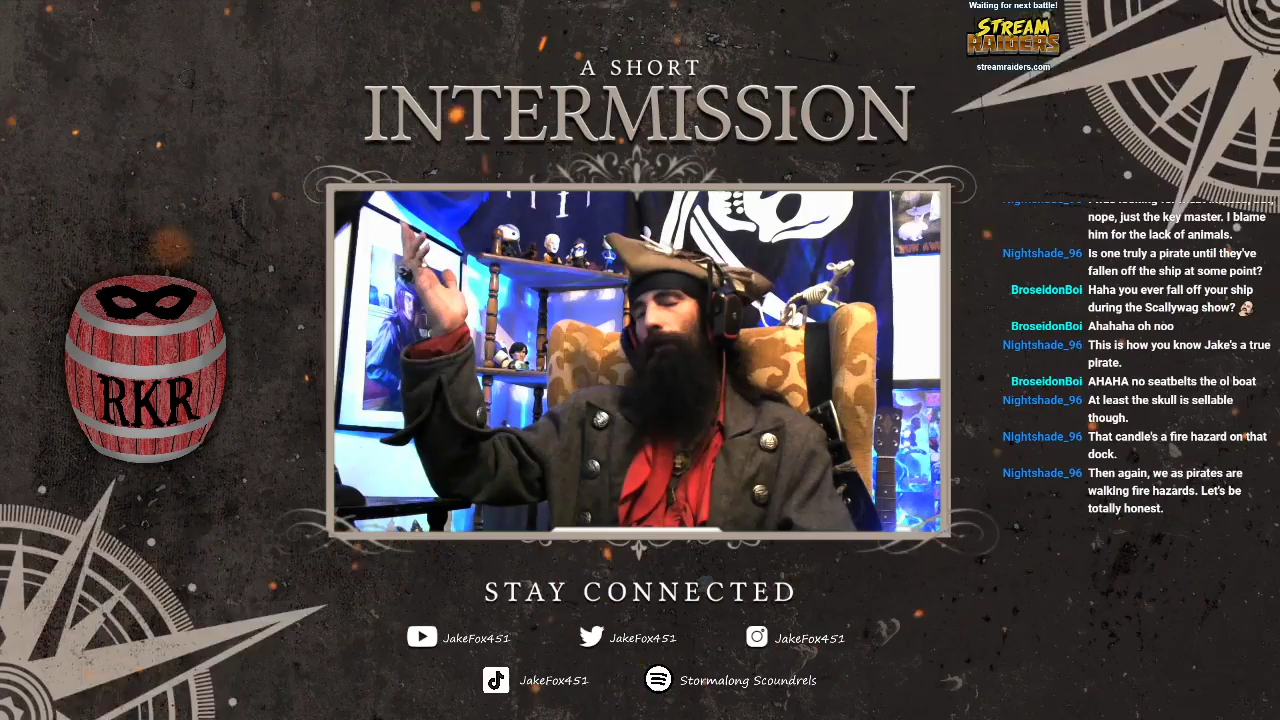 Waiting for next battle!
STREAM
RAIDERS
streamraiders.com
A SHORT
INTERMISSION
nope, just the key master. I blame
him for the lack of animals.
Nightshade_96 Is one truly a pirate until they've
fallen off the ship at some point?
BroseidonBoi Haha you ever fall off your ship
during the Scallywag show?
BroseidonBoi Ahahaha oh noo
Nightshade_96 This is how you know Jake's a true
pirate.
BroseidonBoi AHAHA no seatbelts the ol boat
Nightshade_96 At least the skull is sellable
though.
Nightshade_96 That candle's a fire hazard on that
dock.
Nightshade_96 Then again, we as pirates are
walking fire hazards. Let's be
totally honest.
RKR
STAY CONNECTED
JakeFox451
JakeFox451
JakeFox451
JakeFox451
Stormalong Scoundrels